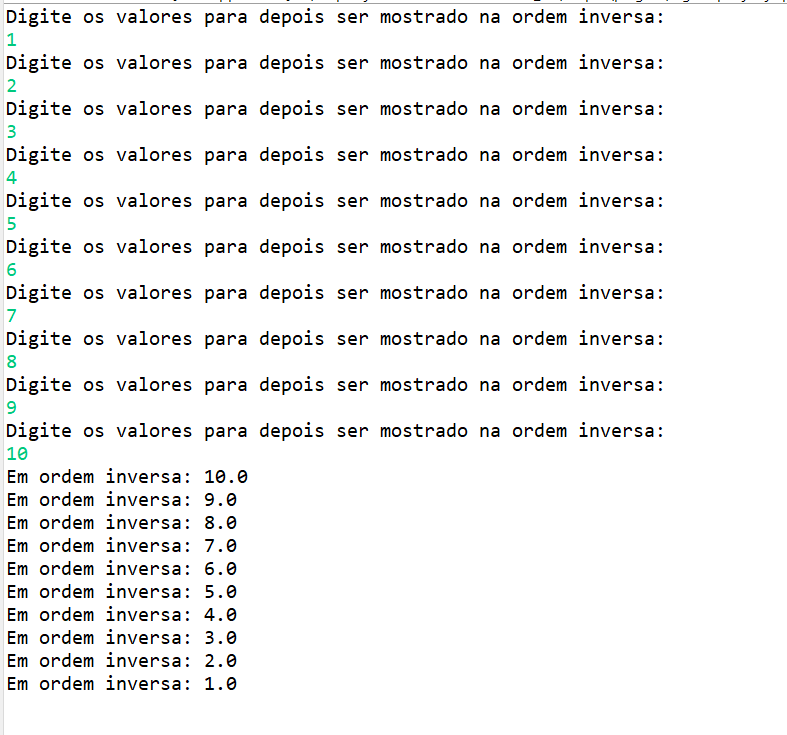 Digite os valores para depois ser mostrado na ordem inversa:
1
Digite os valores para depois ser mostrado na ordem inversa:
2
Digite os valores para depois ser mostrado na ordem inversa:
3
Digite os valores para depois ser mostrado na ordem inversa:
4
Digite os valores para depois ser mostrado na ordem inversa:
5
Digite os valores para depois ser mostrado na ordem inversa:
6
Digite os valores para depois ser mostrado na ordem inversa:
7
Digite os valores para depois ser mostrado na ordem inversa:
8
Digite os valores para depois ser mostrado na ordem inversa:
9
Digite os valores para depois ser mostrado na ordem inversa:
10
Em ordem inversa: 10.0
Em ordem inversa: 9.0
Em ordem inversa: 8.0
Em ordem inversa: 7.0
Em ordem inversa: 6.0
Em ordem inversa: 5.0
Em ordem inversa: 4.0
Em ordem inversa: 3.0
Em ordem inversa: 2.0
Em ordem inversa: 1.0